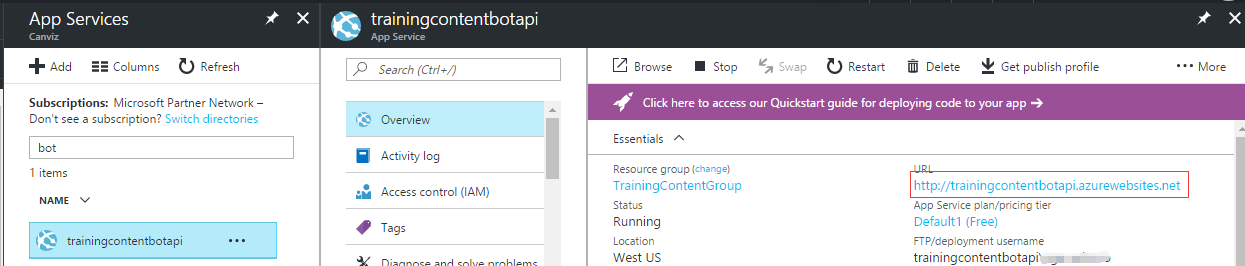 App Services
Canviz
Add
Columns
Refresh
Subscriptions: Microsoft Partner Network –
Don't see a subscription? Switch directories
bot
1 items
NAME
trainingcontentbotapi
trainingcontentbotapi
App Service
Search (Ctrl+/)
Overview
Activity log
Access control (IAM)
Tags
Diagnose and solve problems
Browse
Stop
Swap
Restart
Delete
Get publish profile
More
Click here to access our Quickstart guide for deploying code to your app
Essentials
Resource group (change)
TrainingContentGroup
Status
Running
Location
West US
URL
http://trainingcontentbotapi.azurewebsites.net
App Service plan/pricing tier
Default1 (Free)
FTP/deployment username
trainingcontentbotapi\